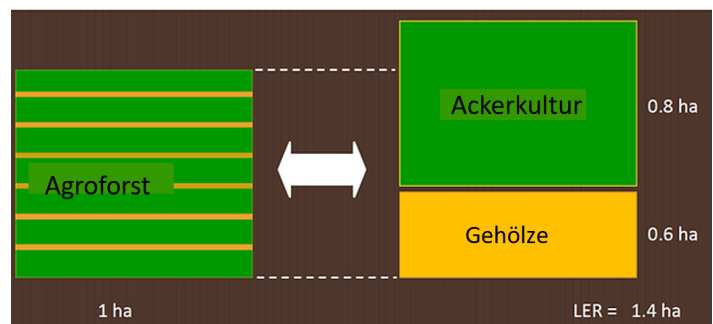 Agroforst
1 ha
Ackerkultur
0.8 ha
Gehölze
0.6 ha
LER = 1.4 ha